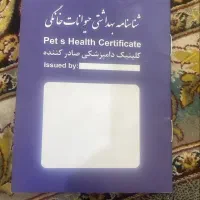 شناسنامه بهداشتی حیوانات خانگی
Pet s Health Certificate
کلینیک دامپزشکی صادر کننده
Issued by: